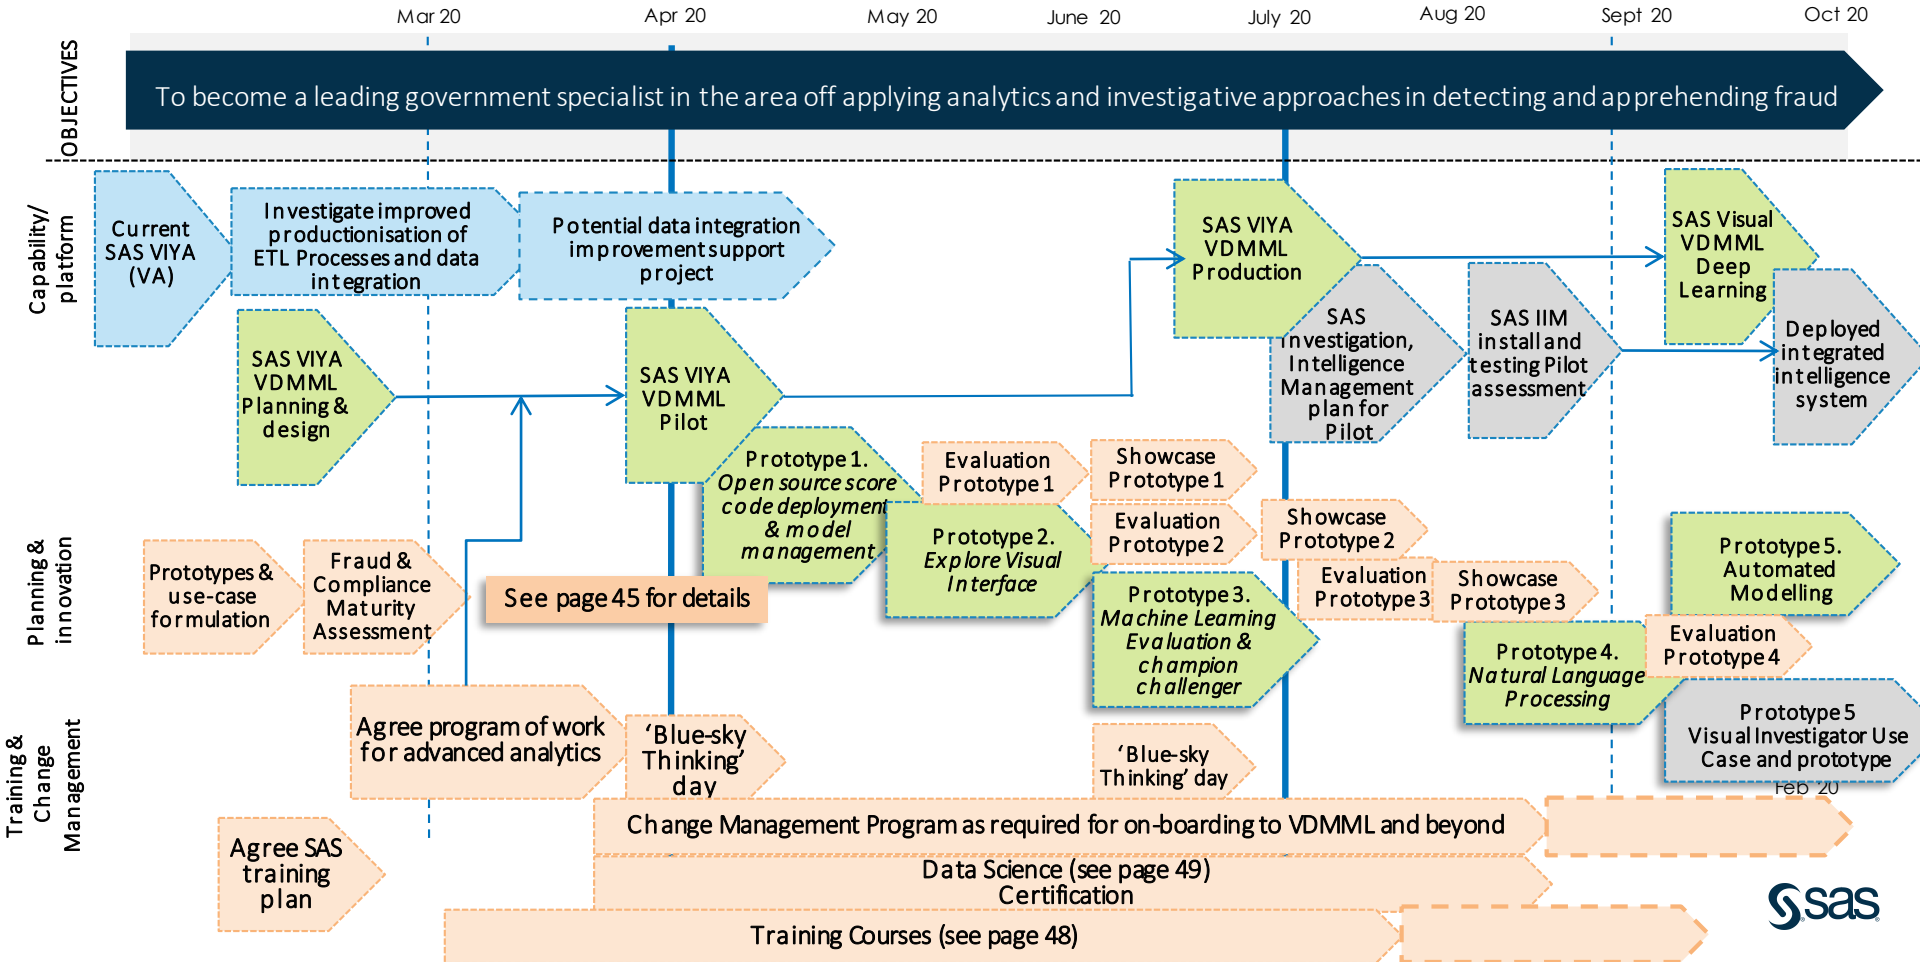 Mar 20
Apr 20
May 20
June 20
July 20
Aug 20
Sept 20
Oct 20
OBJECTIVES
To become a leading government specialist in the area off applying analytics and investigative approaches in detecting and apprehending fraud
Capability/
platform
Current
SAS VIYA
(VA)
Investigate improved
productionisation of
ETL Processes and data
integration
Potential data integration
improvement support
project
SAS VIYA
VDMML
Production
SAS Visual
VDMML
Deep
Learning
SAS VIYA
VDMML
Planning &
design
SAS VIYA
VDMML
Pilot
SAS
Investigation,
Intelligence
Management
plan for
Pilot
SAS IIM
install and
testing Pilot
assessment
Deployed
integrated
intelligence
system
Planning &
innovation
Prototypes &
use-case
formulation
Fraud &
Compliance
Maturity
Assessment
See page 45 for details
Prototype 1.
Open source score
code deployment
& model
management
Evaluation
Prototype 1
Showcase
Prototype 1
Prototype 2.
Explore Visual
Interface
Evaluation
Prototype 2
Showcase
Prototype 2
Prototype 3.
Machine Learning
Evaluation &
champion
challenger
Evaluation
Prototype 3
Showcase
Prototype 3
Prototype 4.
Natural Language
Processing
Evaluation
Prototype 4
Prototype 5.
Automated
Modelling
Prototype 5
Visual Investigator Use
Case and prototype
Feb 20
Training &
Change
Management
Agree program of work
for advanced analytics
‘Blue-sky
Thinking’
day
‘Blue-sky
Thinking’ day
Agree SAS
training
plan
Change Management Program as required for on-boarding to VDMML and beyond
Data Science (see page 49)
Certification
Training Courses (see page 48)
sas